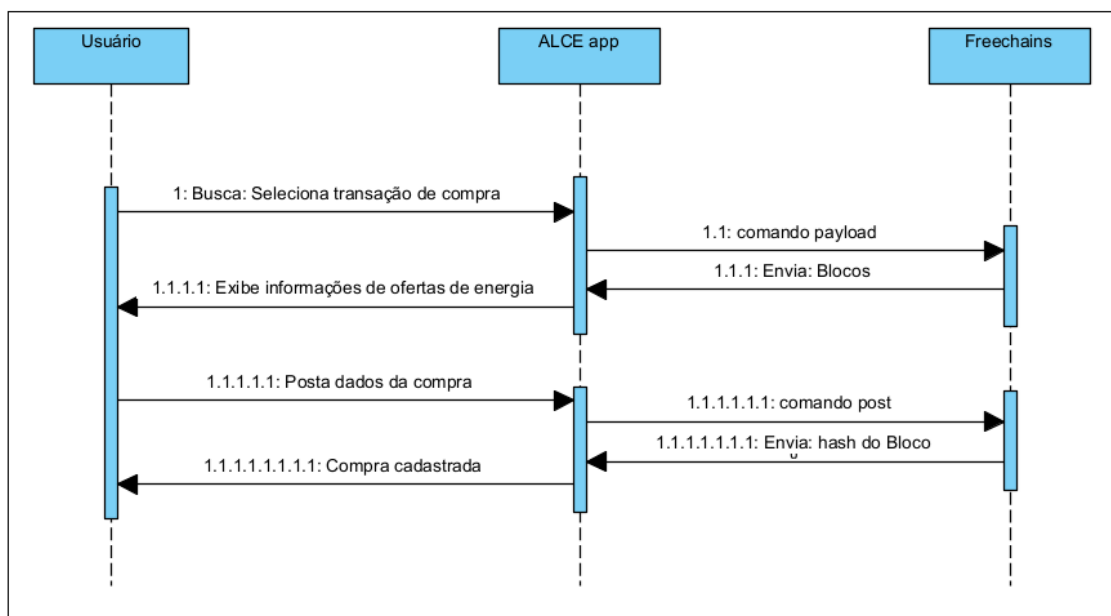 Usuário
ALCE app
Freechains
1: Busca: Seleciona transação de compra
1.1: comando payload
1.1.1: Envia: Blocos
1.1.1.1: Exibe informações de ofertas de energia
1.1.1.1.1: Posta dados da compra
1.1.1.1.1.1: comando post
1.1.1.1.1.1.1: Envia: hash do Bloco
1.1.1.1.1.1.1.1: Compra cadastrada